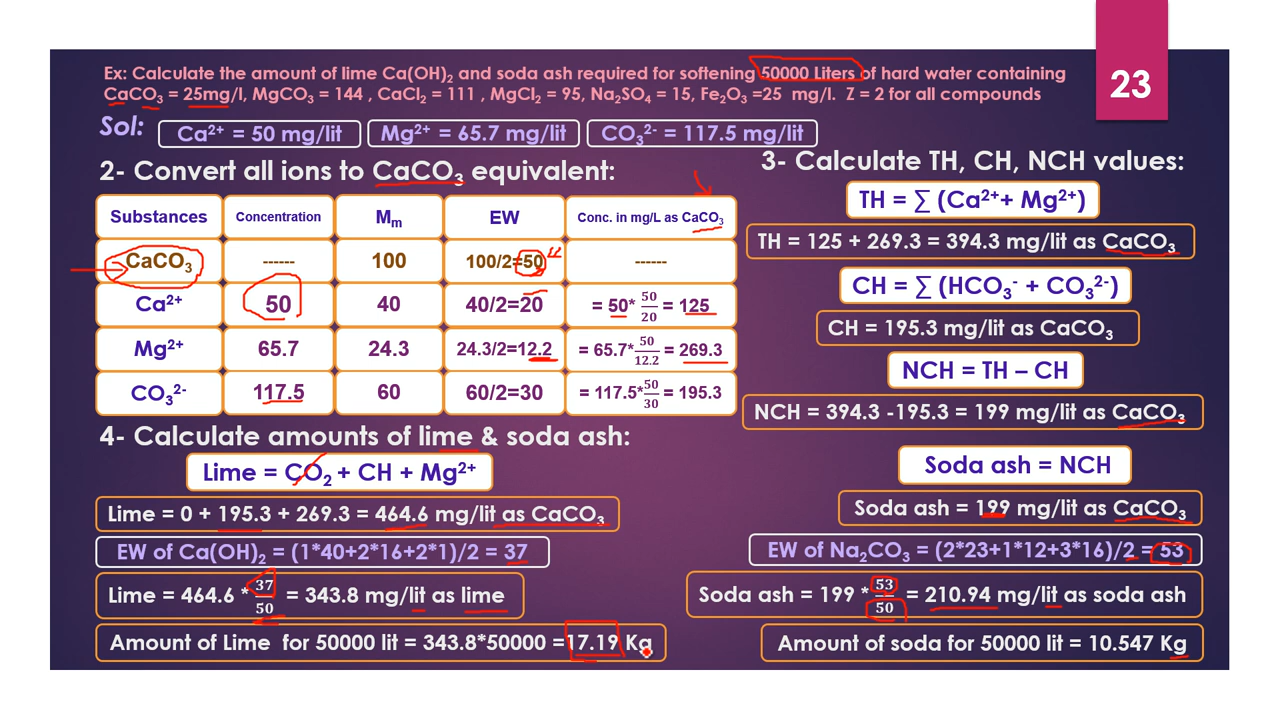 23
Ex: Calculate the amount of lime Ca(OH)₂ and soda ash required for softening 50000 Liters of hard water containing
CaCO₃ = 25mg/l, MgCO₃ = 144 , CaCl₂ = 111 , MgCl₂ = 95, Na₂SO₄ = 15, Fe₂O₃ =25 mg/l. Z = 2 for all compounds
Sol: Ca²⁺ = 50 mg/lit Mg²⁺ = 65.7 mg/lit CO₃²⁻ = 117.5 mg/lit
2- Convert all ions to CaCO₃ equivalent:
Substances Concentration Mₘ EW Conc. in mg/L as CaCO₃
CaCO₃ ------ 100 100/2=50 ------
Ca²⁺ 50 40 40/2=20 = 50* 50/20 = 125
Mg²⁺ 65.7 24.3 24.3/2=12.2 = 65.7* 50/12.2 = 269.3
CO₃²⁻ 117.5 60 60/2=30 = 117.5* 50/30 = 195.3
3- Calculate TH, CH, NCH values:
TH = ∑ (Ca²⁺+ Mg²⁺)
TH = 125 + 269.3 = 394.3 mg/lit as CaCO₃
CH = ∑ (HCO₃⁻ + CO₃²⁻)
CH = 195.3 mg/lit as CaCO₃
NCH = TH – CH
NCH = 394.3 -195.3 = 199 mg/lit as CaCO₃
4- Calculate amounts of lime & soda ash:
Lime = CO₂ + CH + Mg²⁺
Lime = 0 + 195.3 + 269.3 = 464.6 mg/lit as CaCO₃
EW of Ca(OH)₂ = (1*40+2*16+2*1)/2 = 37
Lime = 464.6 * 37/50 = 343.8 mg/lit as lime
Amount of Lime for 50000 lit = 343.8*50000 =17.19 Kg
Soda ash = NCH
Soda ash = 199 mg/lit as CaCO₃
EW of Na₂CO₃ = (2*23+1*12+3*16)/2 = 53
Soda ash = 199 * 53/50 = 210.94 mg/lit as soda ash
Amount of soda for 50000 lit = 10.547 Kg